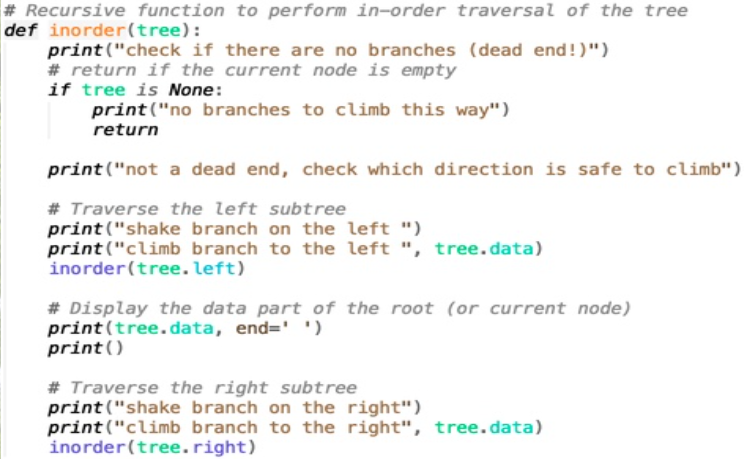 # Recursive function to perform in-order traversal of the tree
def inorder(tree):
    print("check if there are no branches (dead end!)")
    # return if the current node is empty
    if tree is None:
        print("no branches to climb this way")
        return

    print("not a dead end, check which direction is safe to climb")

    # Traverse the left subtree
    print("shake branch on the left ")
    print("climb branch to the left ", tree.data)
    inorder(tree.left)

    # Display the data part of the root (or current node)
    print(tree.data, end=' ')
    print()

    # Traverse the right subtree
    print("shake branch on the right")
    print("climb branch to the right", tree.data)
    inorder(tree.right)